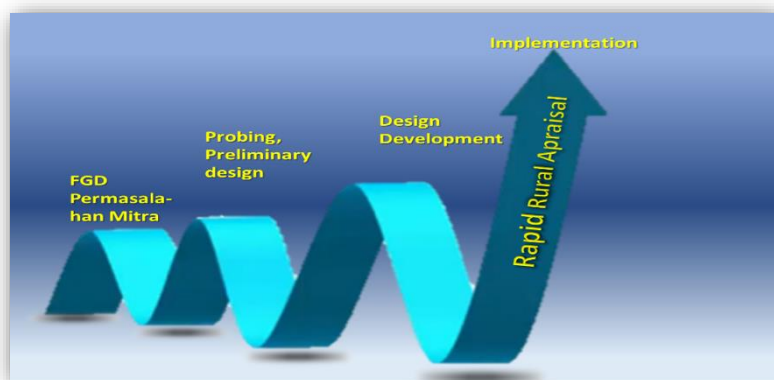 FGD
Permasala-
han Mitra
Probing,
Preliminary
design
Design
Development
Implementation
Rapid Rural Apraisal